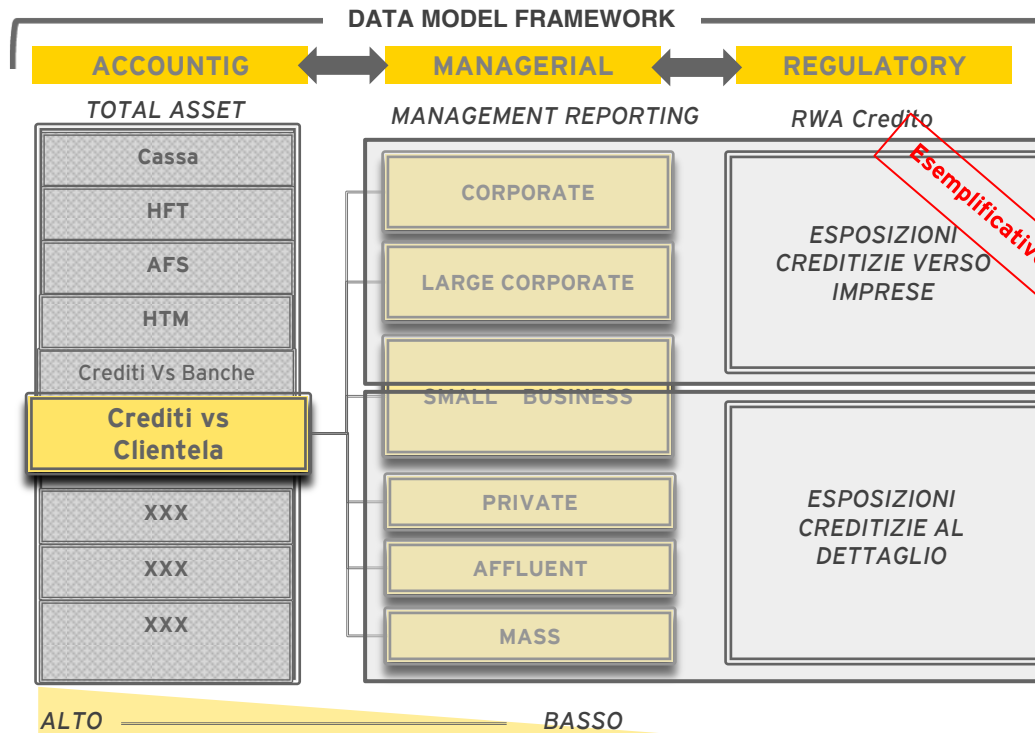 DATA MODEL FRAMEWORK
ACCOUNTIG
MANAGERIAL
REGULATORY
TOTAL ASSET
MANAGEMENT REPORTING
RWA Credito
Esemplificativo
Cassa
HFT
AFS
HTM
Crediti Vs Banche
Crediti vs
Clientela
XXX
XXX
XXX
CORPORATE
LARGE CORPORATE
SMALL BUSINESS
PRIVATE
AFFLUENT
MASS
ESPOSIZIONI
CREDITIZIE VERSO
IMPRESE
ESPOSIZIONI
CREDITIZIE AL
DETTAGLIO
ALTO
BASSO